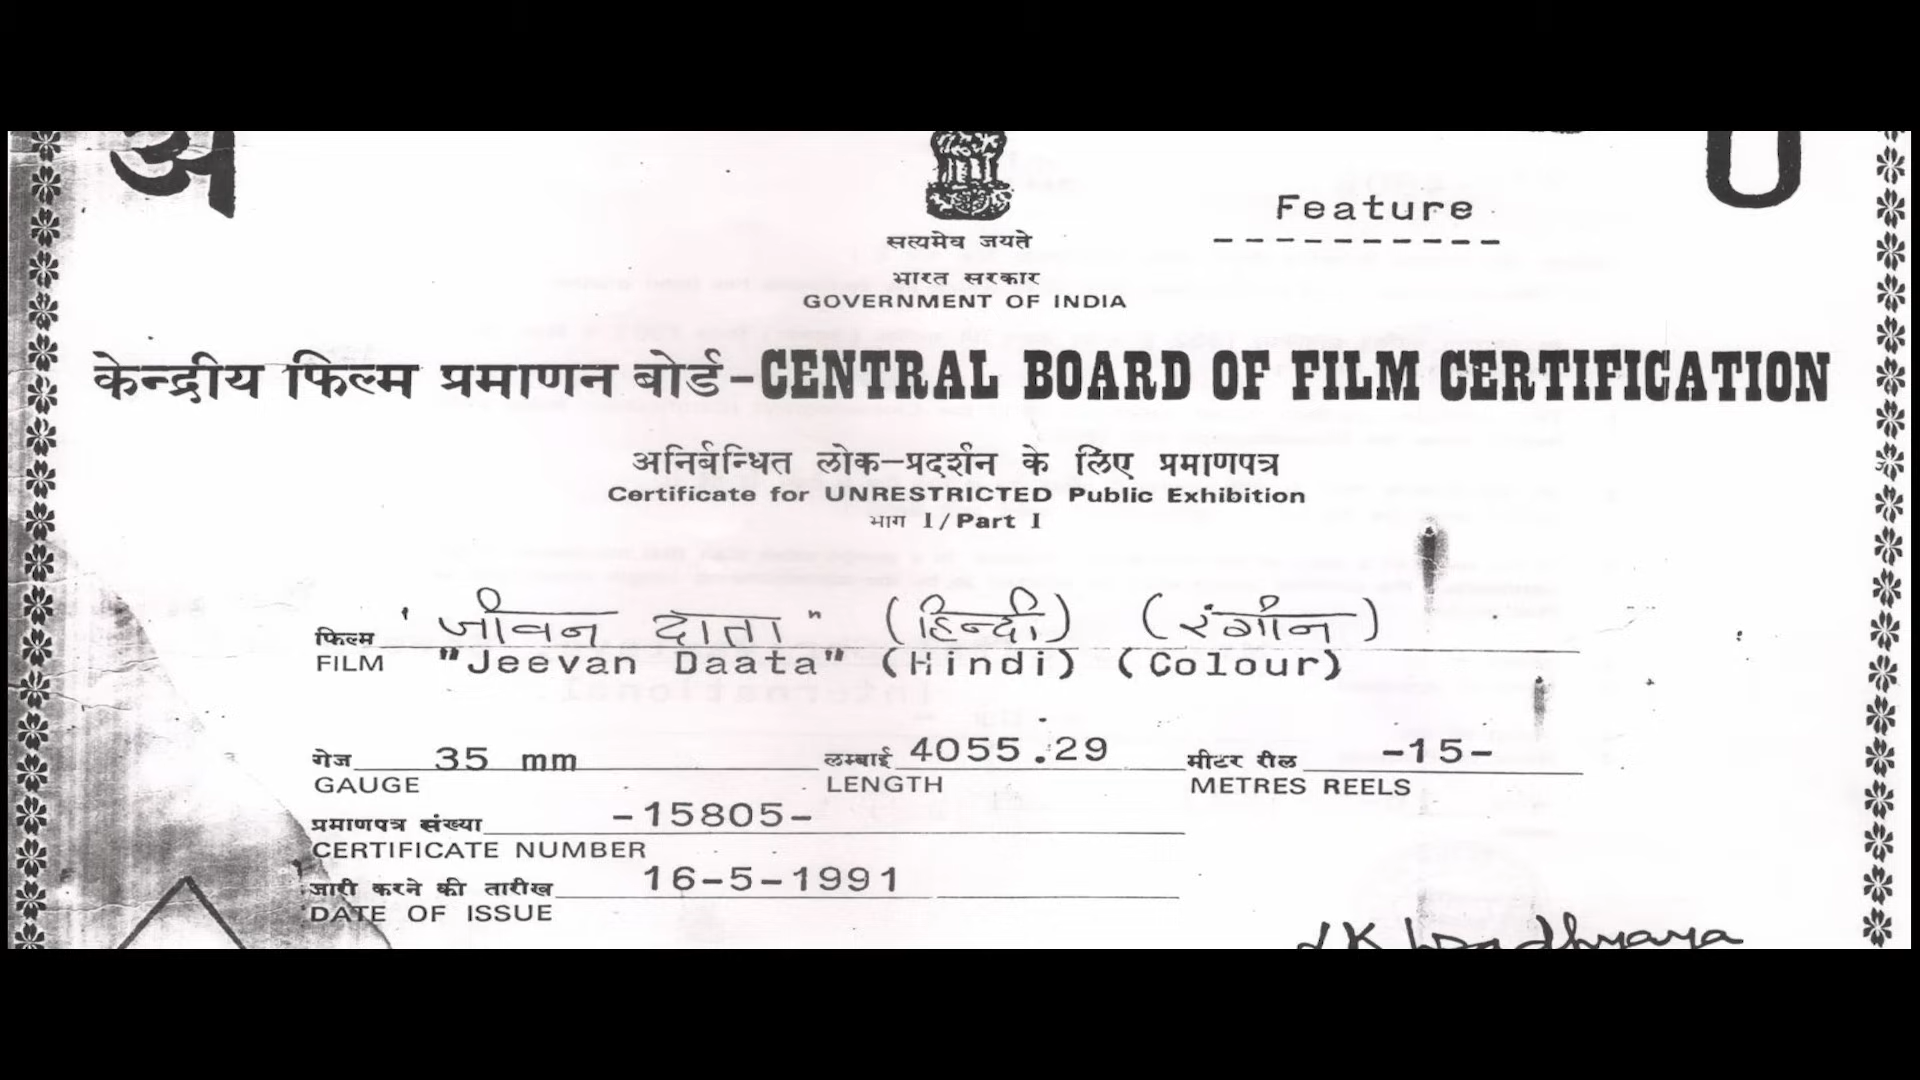 अ U
Feature
सत्यमेव जयते
भारत सरकार
GOVERNMENT OF INDIA
केन्द्रीय फिल्म प्रमाणन बोर्ड-CENTRAL BOARD OF FILM CERTIFICATION
अनिर्बन्धित लोक-प्रदर्शन के लिए प्रमाणपत्र
Certificate for UNRESTRICTED Public Exhibition
भाग I/Part I
फिल्म 'जीवन दाता" (हिन्दी) (रंगीन)
FILM "Jeevan Daata" (Hindi) (Colour)
गेज 35 mm लम्बाई 4055.29 मीटर रील -15-
GAUGE LENGTH METRES REELS
प्रमाणपत्र संख्या -15805-
CERTIFICATE NUMBER
जारी करने की तारीख 16-5-1991
DATE OF ISSUE